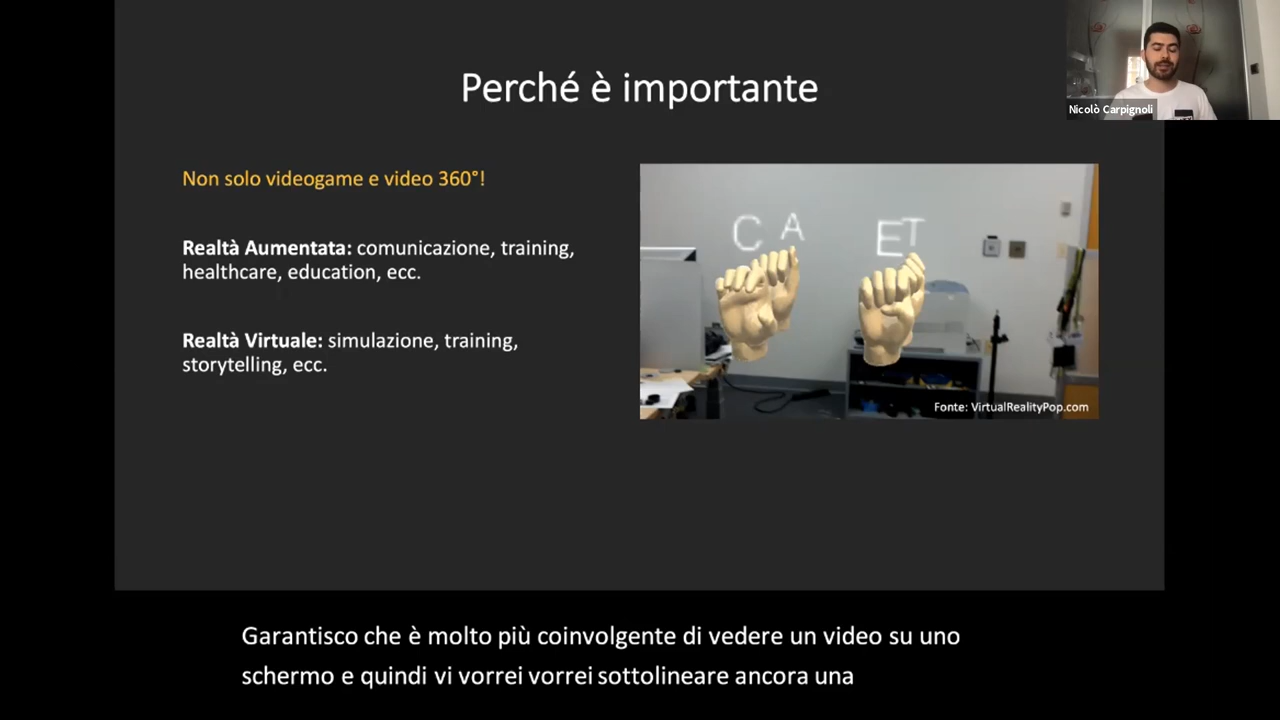 Perché è importante
Nicolò Carpignoli
Non solo videogame e video 360°!
Realtà Aumentata: comunicazione, training,
healthcare, education, ecc.
Realtà Virtuale: simulazione, training,
storytelling, ecc.
C A ET
Fonte: VirtualRealityPop.com
Garantisco che è molto più coinvolgente di vedere un video su uno
schermo e quindi vi vorrei vorrei sottolineare ancora una